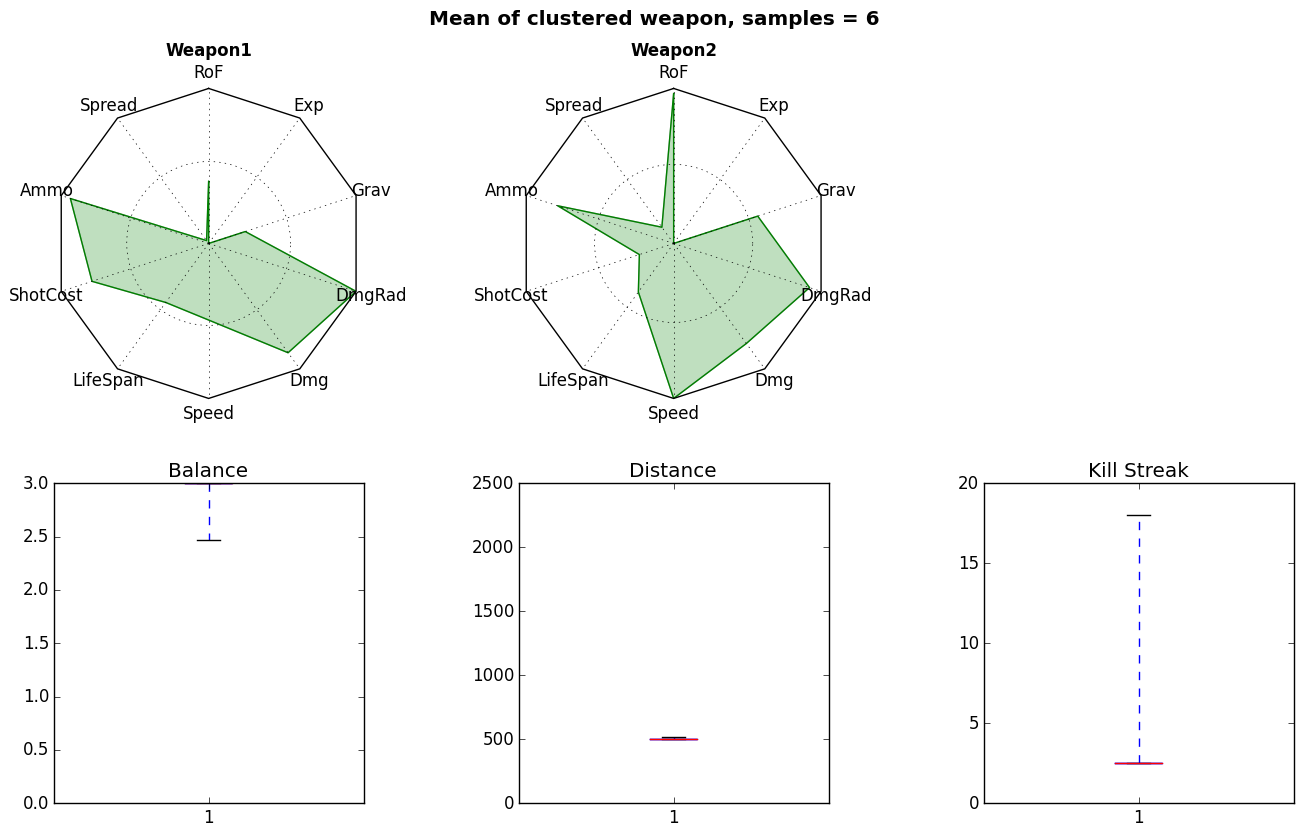 Mean of clustered weapon, samples = 6
Weapon1
RoF
Spread
Exp
Ammo
Grav
ShotCost
DmgRad
LifeSpan
Dmg
Speed
Weapon2
RoF
Spread
Exp
Ammo
Grav
ShotCost
DmgRad
LifeSpan
Dmg
Speed
Balance
3.0
2.5
2.0
1.5
1.0
0.5
0.0
1
Distance
2500
2000
1500
1000
500
0
1
Kill Streak
20
15
10
5
0
1